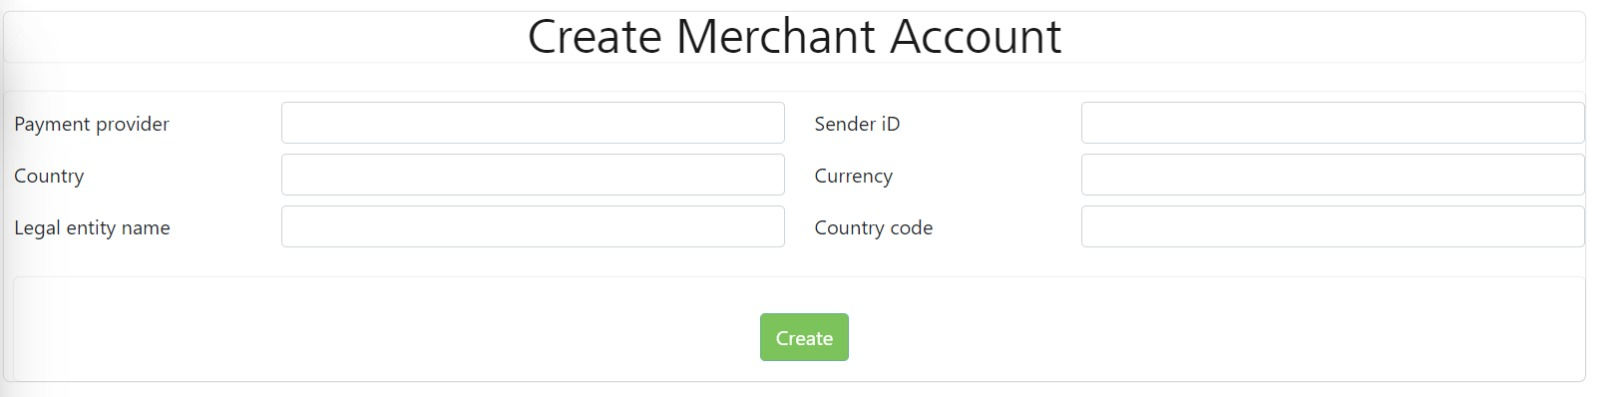 Create Merchant Account
Payment provider
Sender iD
Country
Currency
Legal entity name
Country code
Create